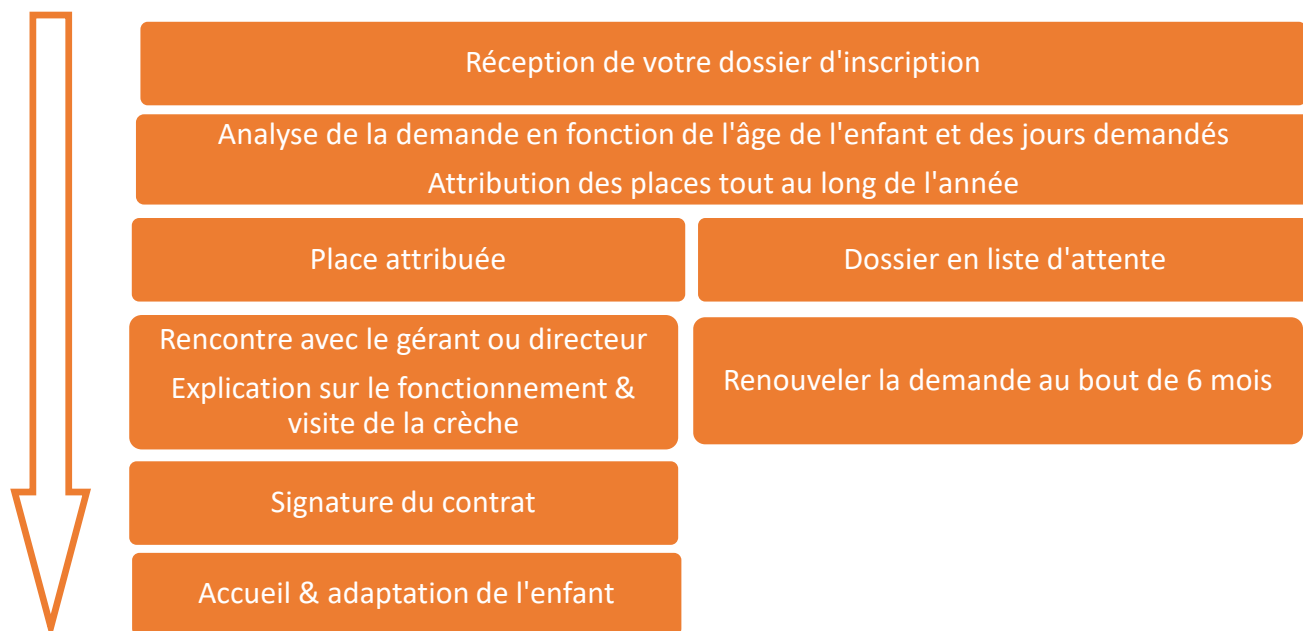 Réception de votre dossier d'inscription
Analyse de la demande en fonction de l'âge de l'enfant et des jours demandés
Attribution des places tout au long de l'année
Place attribuée
Dossier en liste d'attente
Rencontre avec le gérant ou directeur
Explication sur le fonctionnement &
visite de la crèche
Renouveler la demande au bout de 6 mois
Signature du contrat
Accueil & adaptation de l'enfant